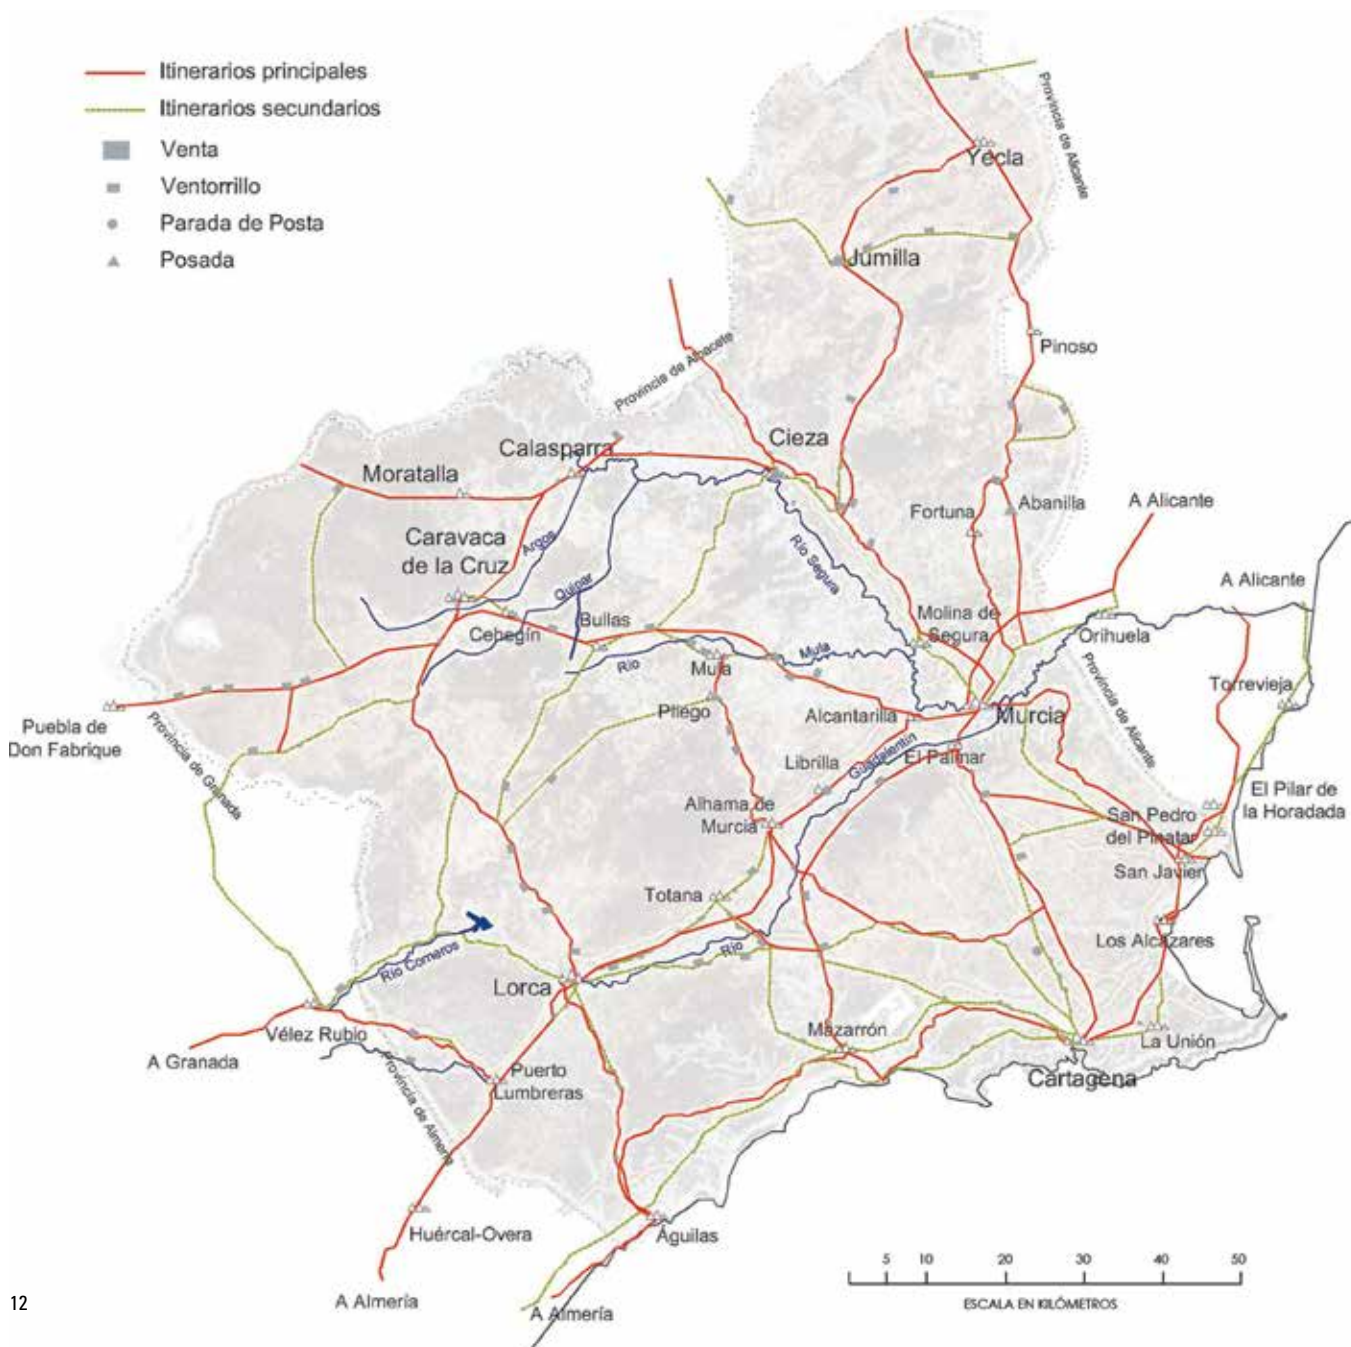 Itinerarios principales
Itinerarios secundarios
Venta
Ventorrillo
Parada de Posta
Posada
Provincia de Alicante
Yecla
Jumilla
Pinoso
Provincia de Albacete
Cieza
Calasparra
Moratalla
Fortuna
Abanilla
A Alicante
Caravaca
de la Cruz
Argos
Quipar
Río Segura
A Alicante
Cehegín
Bullas
Molina de
Segura
Orihuela
Río
Mula
Mula
Provincia de Alicante
Torrevieja
Puebla de
Don Fabrique
Provincia de Granada
Pliego
Alcantarilla
Murcia
Librilla
Guadelentín
El Palmar
Alhama de
Murcia
El Pilar de
la Horadada
San Pedro
del Pinatar
San Javier
Totana
Los Alcázares
Río Corneros
Río
Lorca
Vélez Rubio
A Granada
Mazarrón
La Unión
Cartagena
Puerto
Lumbreras
Provincia de Almería
Huércal-Overa
Águilas
A Almería
A Almería
5 10 20 30 40 50
ESCALA EN KILÓMETROS
12